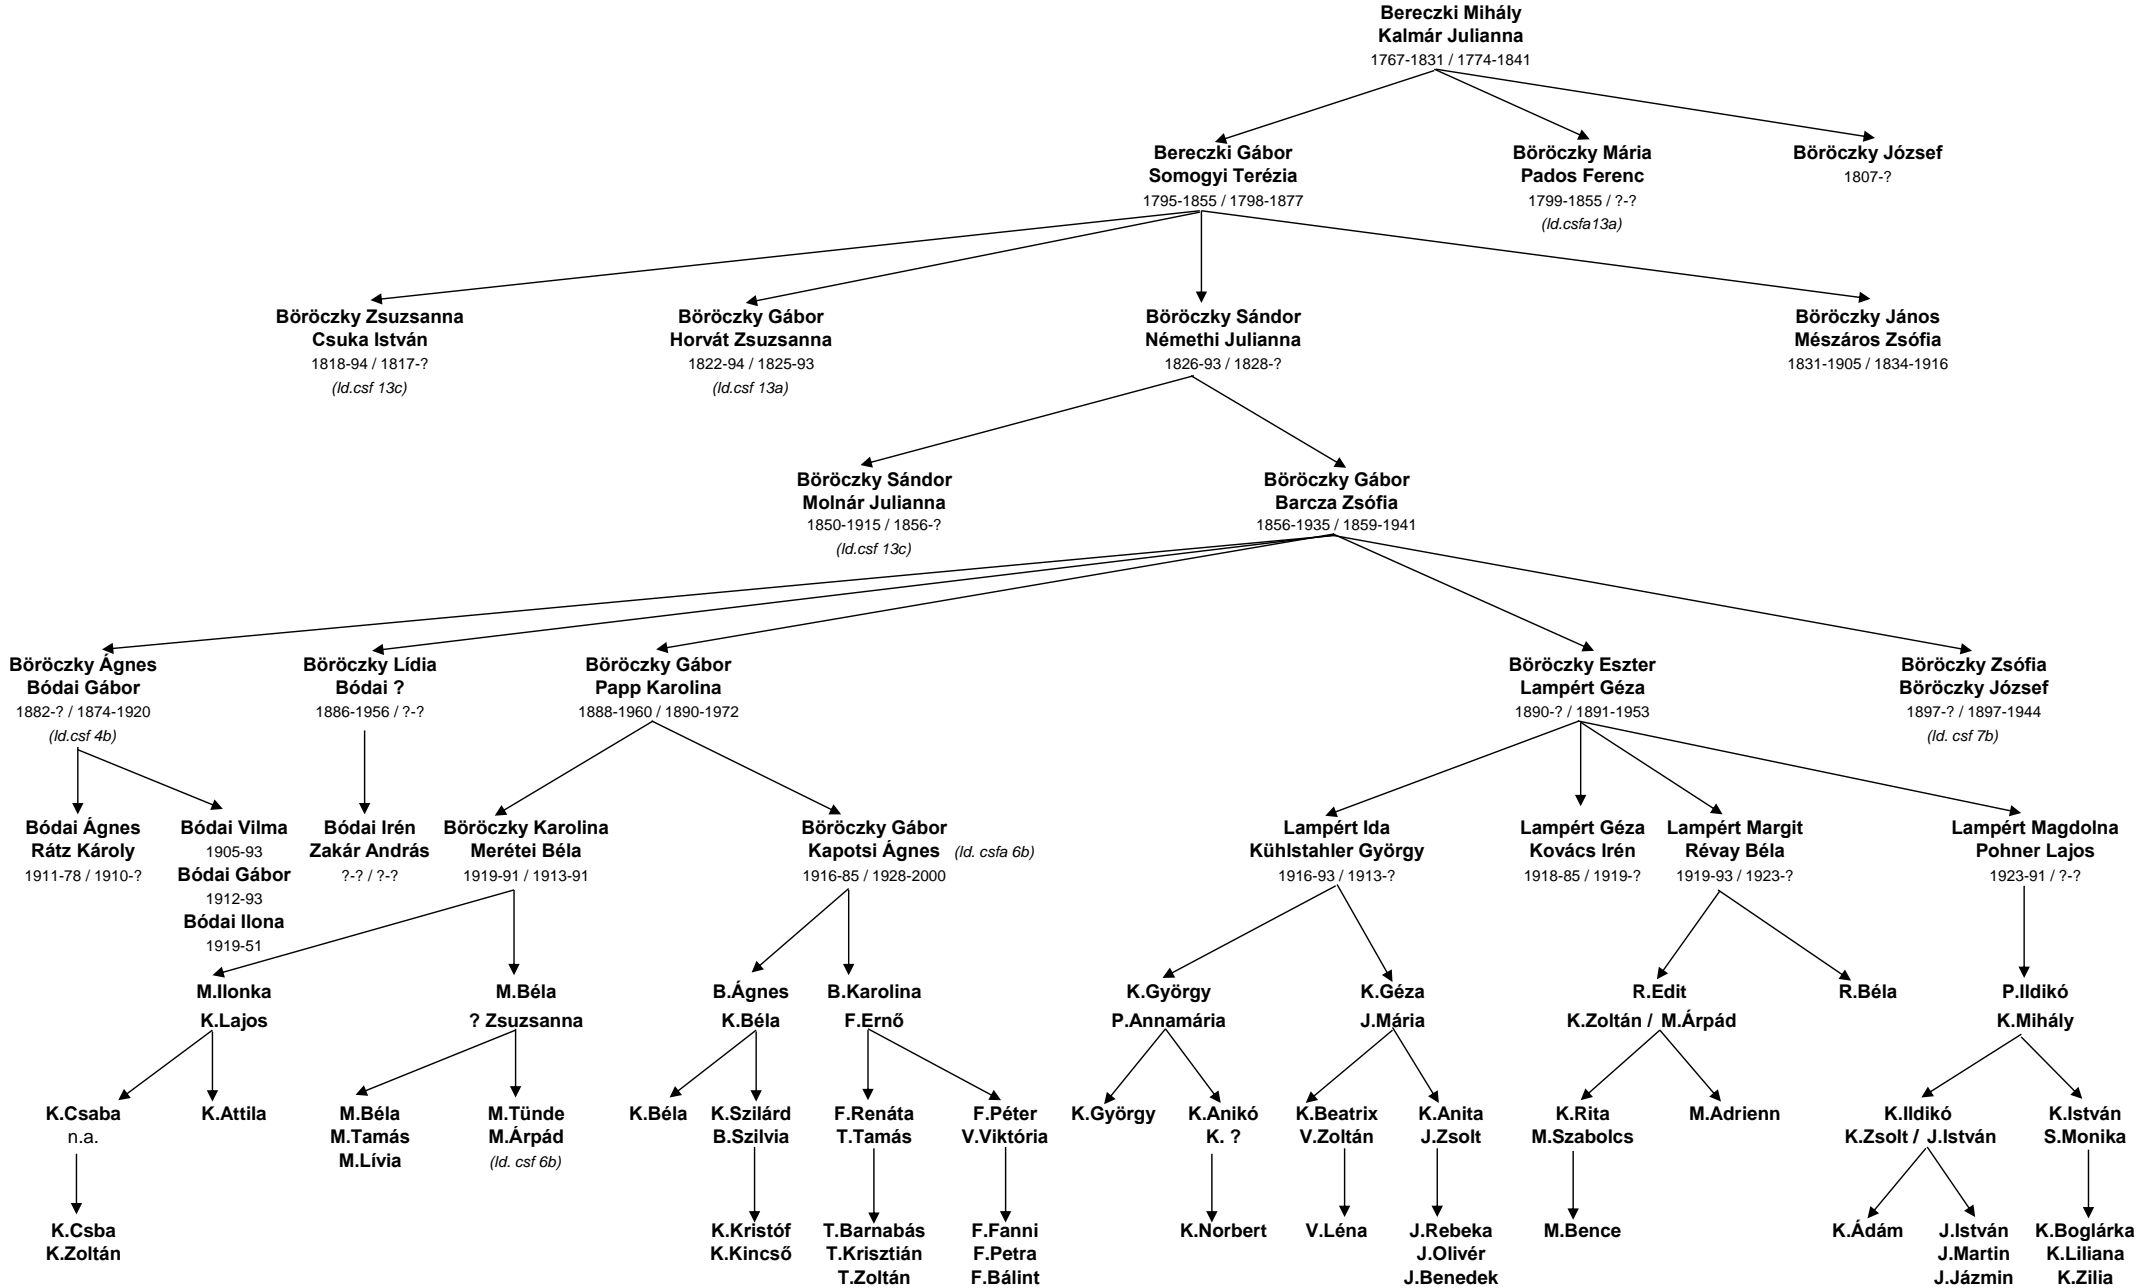 Bereczki Mihály
Kalmár Julianna
1767-1831 / 1774-1841
Bereczki Gábor
Somogyi Terézia
1795-1855 / 1798-1877
Böröczky Mária
Pados Ferenc
1799-1855 / ?-?
(ld.csfa13a)
Böröczky József
1807-?
Böröczky Zsuzsanna
Csuka István
1818-94 / 1817-?
(ld.csf 13c)
Böröczky Gábor
Horvát Zsuzsanna
1822-94 / 1825-93
(ld.csf 13a)
Böröczky Sándor
Némethi Julianna
1826-93 / 1828-?
Böröczky János
Mészáros Zsófia
1831-1905 / 1834-1916
Böröczky Sándor
Molnár Julianna
1850-1915 / 1856-?
(ld.csf 13c)
Böröczky Gábor
Barcza Zsófia
1856-1935 / 1859-1941
Böröczky Ágnes
Bódai Gábor
1882-? / 1874-1920
(ld.csf 4b)
Böröczky Lídia
Bódai ?
1886-1956 / ?-?
Böröczky Gábor
Papp Karolina
1888-1960 / 1890-1972
Böröczky Eszter
Lampért Géza
1890-? / 1891-1953
Böröczky Zsófia
Böröczky József
1897-? / 1897-1944
(ld. csf 7b)
Bódai Ágnes
Rátz Károly
1911-78 / 1910-?
Bódai Vilma
1905-93
Bódai Gábor
1912-93
Bódai Ilona
1919-51
Bódai Irén
Zakár András
?-? / ?-?
Böröczky Karolina
Merétei Béla
1919-91 / 1913-91
Böröczky Gábor
Kapotsi Ágnes (ld. csfa 6b)
1916-85 / 1928-2000
Lampért Ida
Kühlstahler György
1916-93 / 1913-?
Lampért Géza
Kovács Irén
1918-85 / 1919-?
Lampért Margit
Révay Béla
1919-93 / 1923-?
Lampért Magdolna
Pohner Lajos
1923-91 / ?-?
M.Ilonka
K.Lajos
M.Béla
? Zsuzsanna
B.Ágnes
K.Béla
B.Karolina
F.Ernő
K.György
P.Annamária
K.Géza
J.Mária
R.Edit
K.Zoltán / M.Árpád
R.Béla
P.Ildikó
K.Mihály
K.Csaba
n.a.
K.Attila
M.Béla
M.Tamás
M.Lívia
M.Tünde
M.Árpád
(ld. csf 6b)
K.Béla
K.Szilárd
B.Szilvia
F.Renáta
T.Tamás
F.Péter
V.Viktória
K.György
K.Anikó
K. ?
K.Beatrix
V.Zoltán
K.Anita
J.Zsolt
K.Rita
M.Szabolcs
M.Adrienn
K.Ildikó
K.Zsolt / J.István
K.István
S.Monika
K.Csba
K.Zoltán
K.Kristóf
K.Kincső
T.Barnabás
T.Krisztián
T.Zoltán
F.Fanni
F.Petra
F.Bálint
K.Norbert
V.Léna
J.Rebeka
J.Olivér
J.Benedek
M.Bence
K.Ádám
J.István
J.Martin
J.Jázmin
K.Boglárka
K.Liliana
K.Zilia